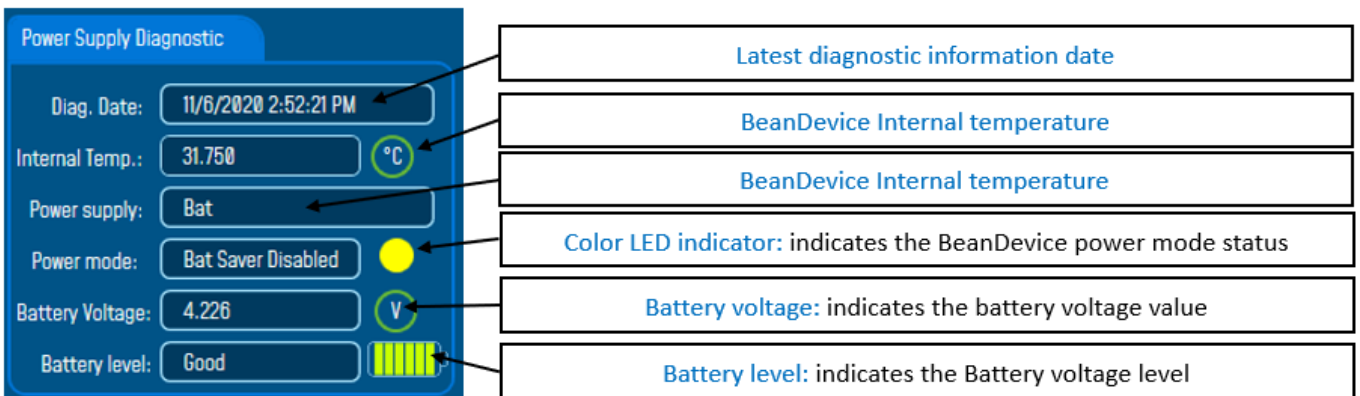 Power Supply Diagnostic
Latest diagnostic information date
Diag. Date: 11/6/2020 2:52:21 PM
BeanDevice Internal temperature
Internal Temp.: 31.750 °C
BeanDevice Internal temperature
Power supply: Bat
Color LED indicator: indicates the BeanDevice power mode status
Power mode: Bat Saver Disabled
Battery voltage: indicates the battery voltage value
Battery Voltage: 4.226 V
Battery level: indicates the Battery voltage level
Battery level: Good